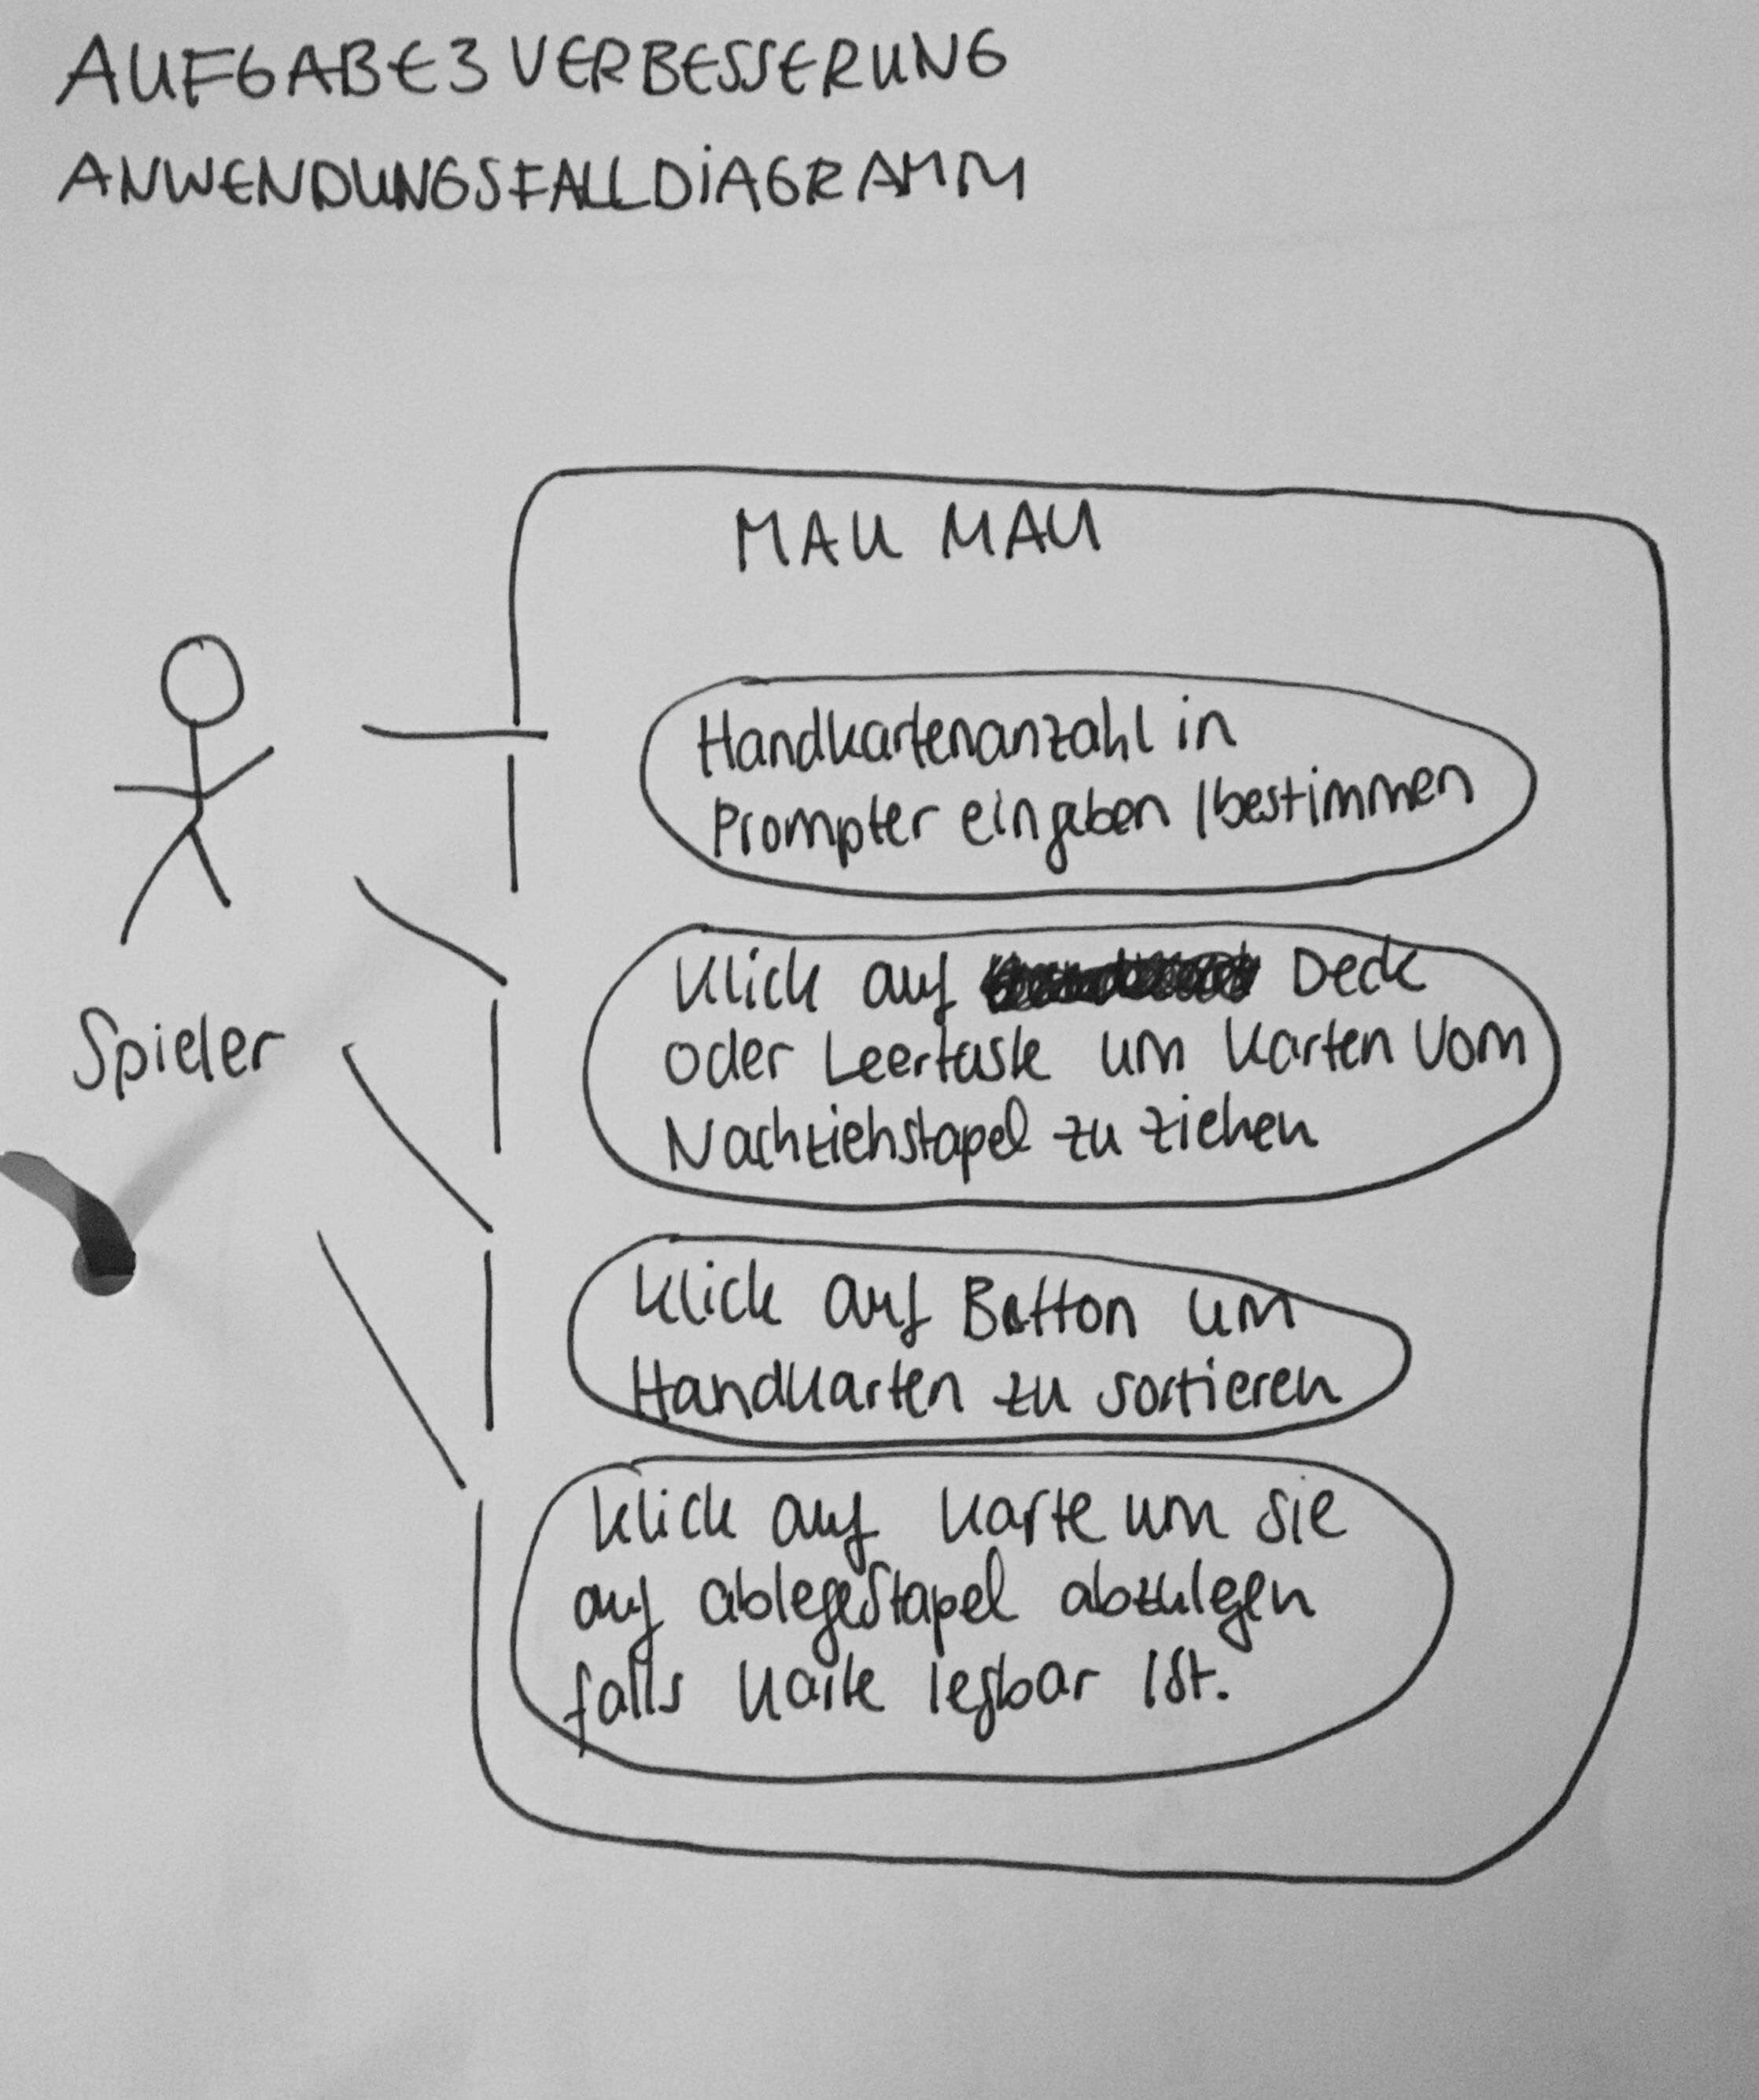 AUFGABE3 VERBESSERUNG
ANWENDUNGSFALLDIAGRAMM
MAU MAU
Spieler
Handkartenanzahl in
Prompter eingeben / bestimmen
Klick auf Deck
oder Leertaste um Karten vom
Nachziehstapel zu ziehen
Klick auf Button um
Handkarten zu sortieren
Klick auf Karte um sie
auf ablegestapel abzulegen
falls Karte legbar ist.